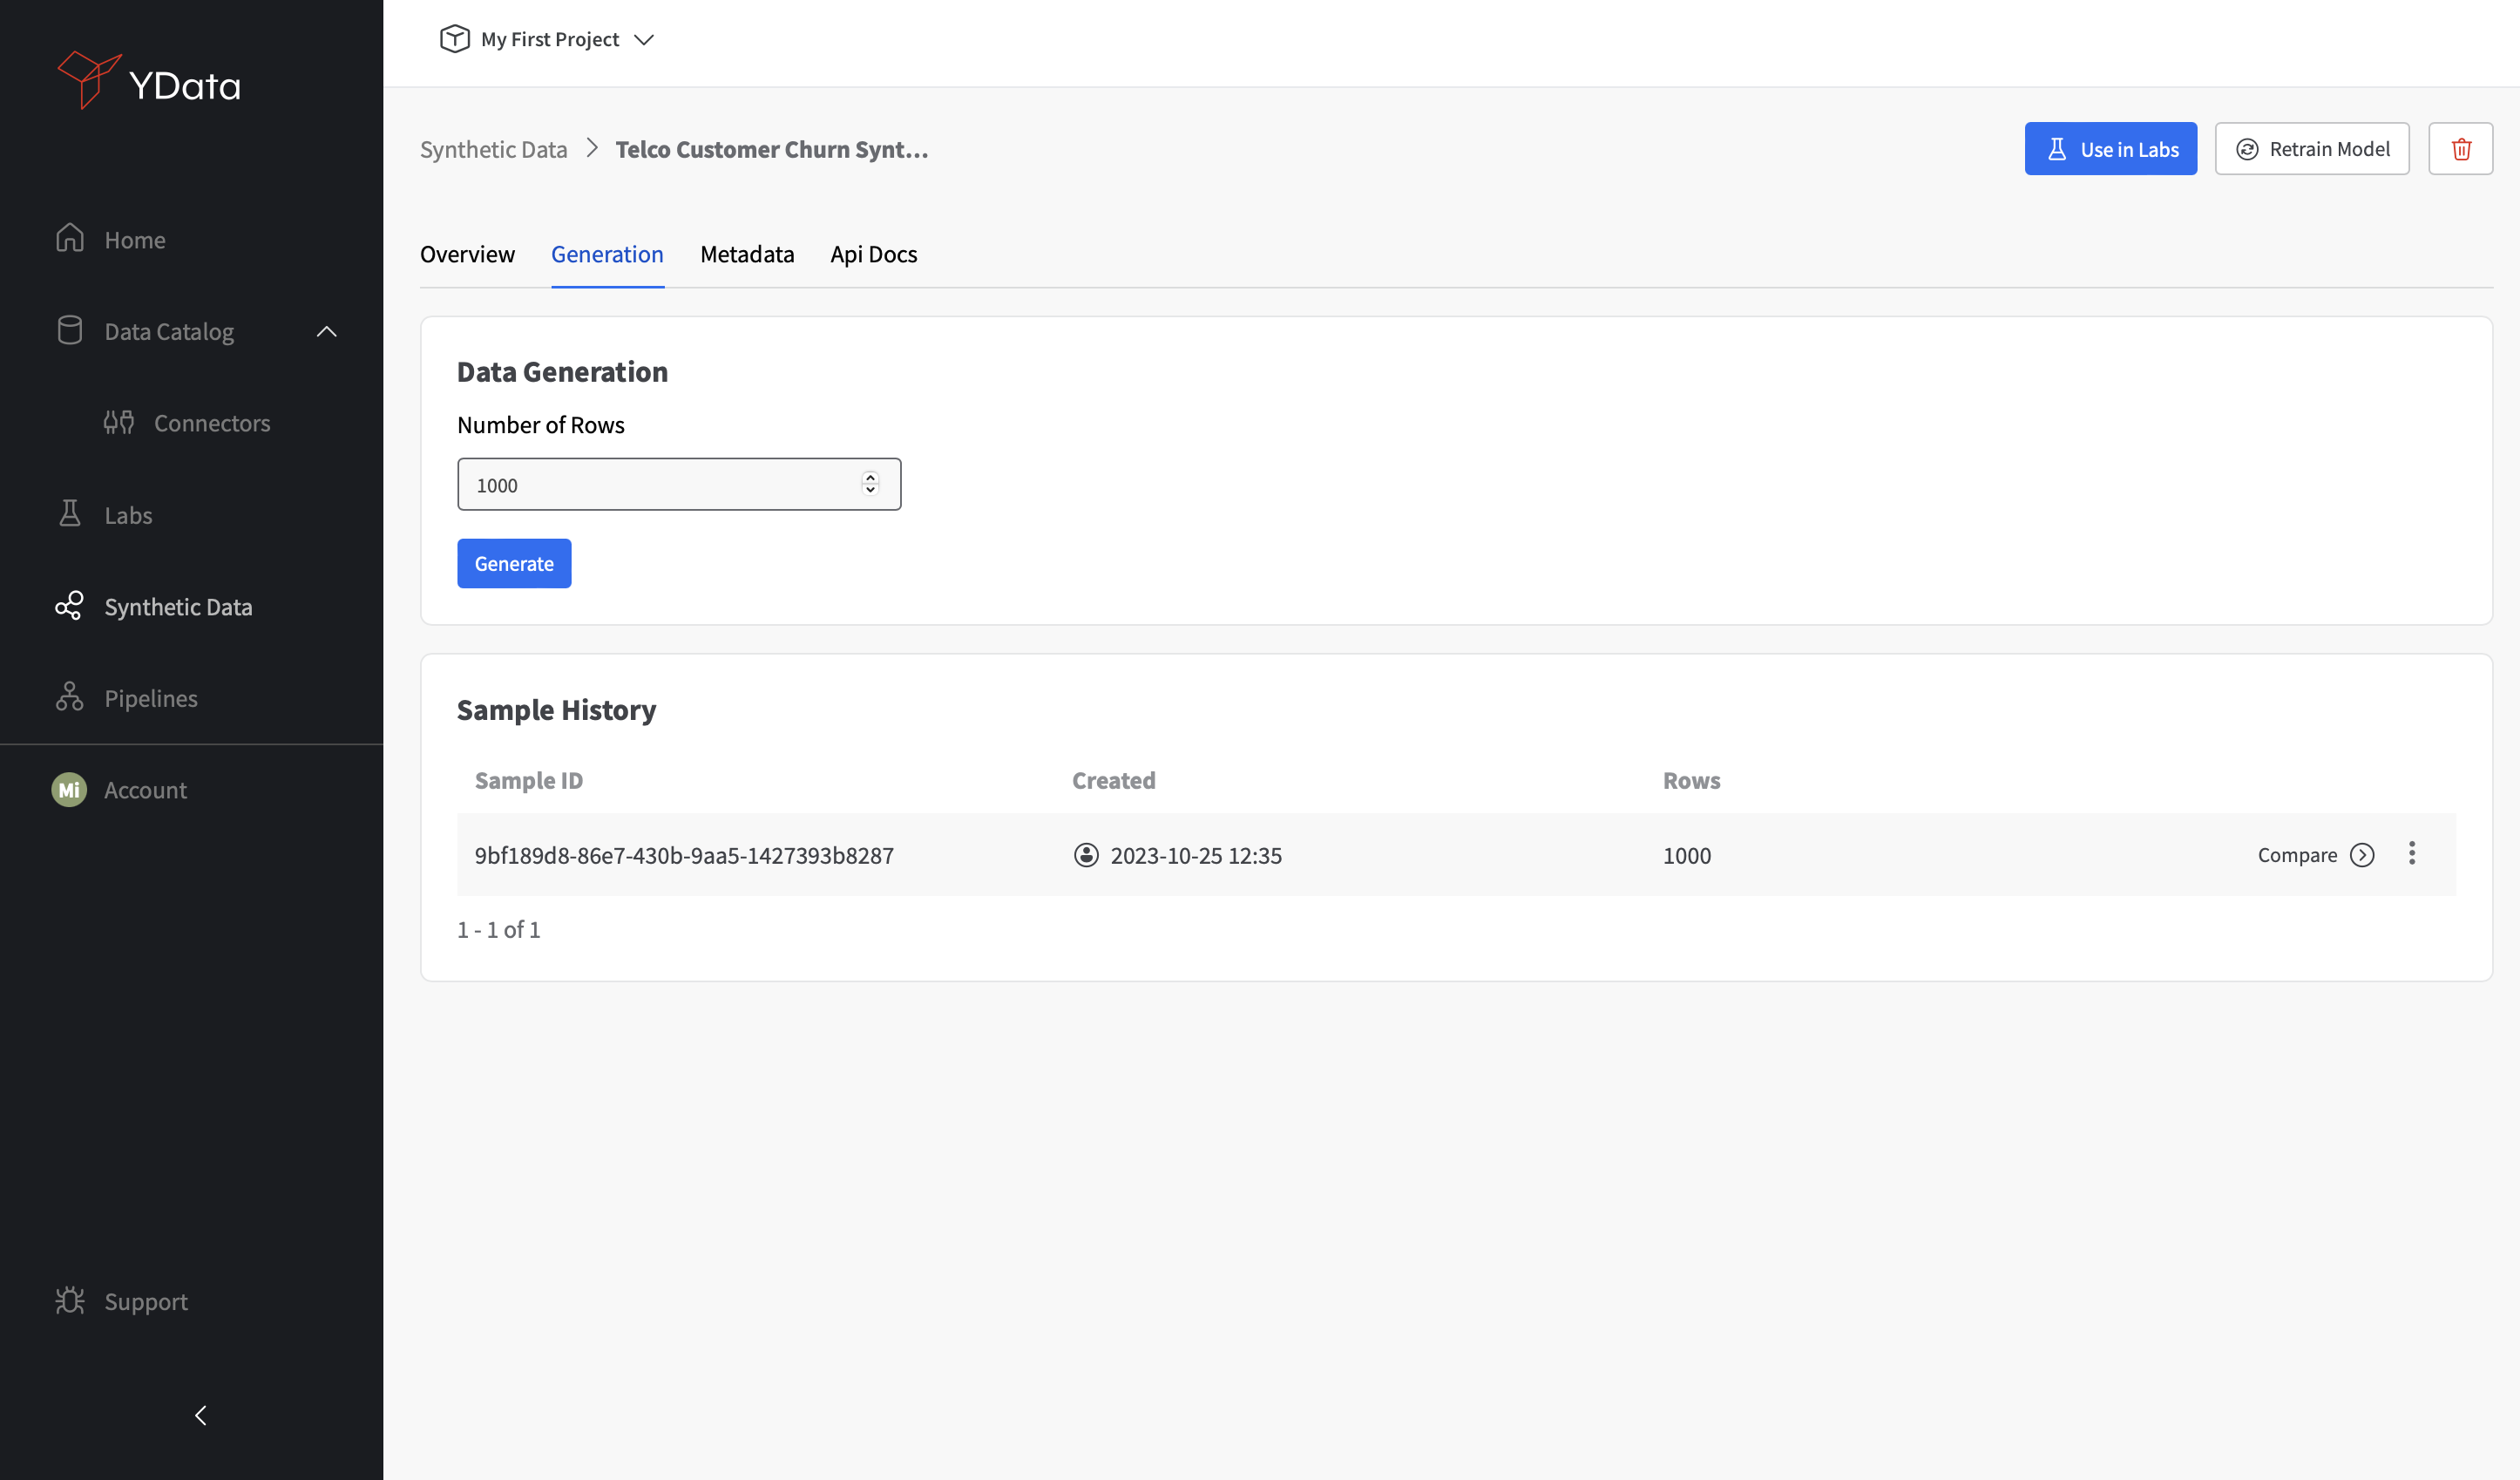 YData
Home
Data Catalog
Connectors
Labs
Synthetic Data
Pipelines
Mi Account
Support
My First Project
Synthetic Data Telco Customer Churn Synt...
Use in Labs Retrain Model
Overview Generation Metadata Api Docs
Data Generation
Number of Rows
1000
Generate
Sample History
Sample ID Created Rows
9bf189d8-86e7-430b-9aa5-1427393b8287 2023-10-25 12:35 1000 Compare
1 - 1 of 1